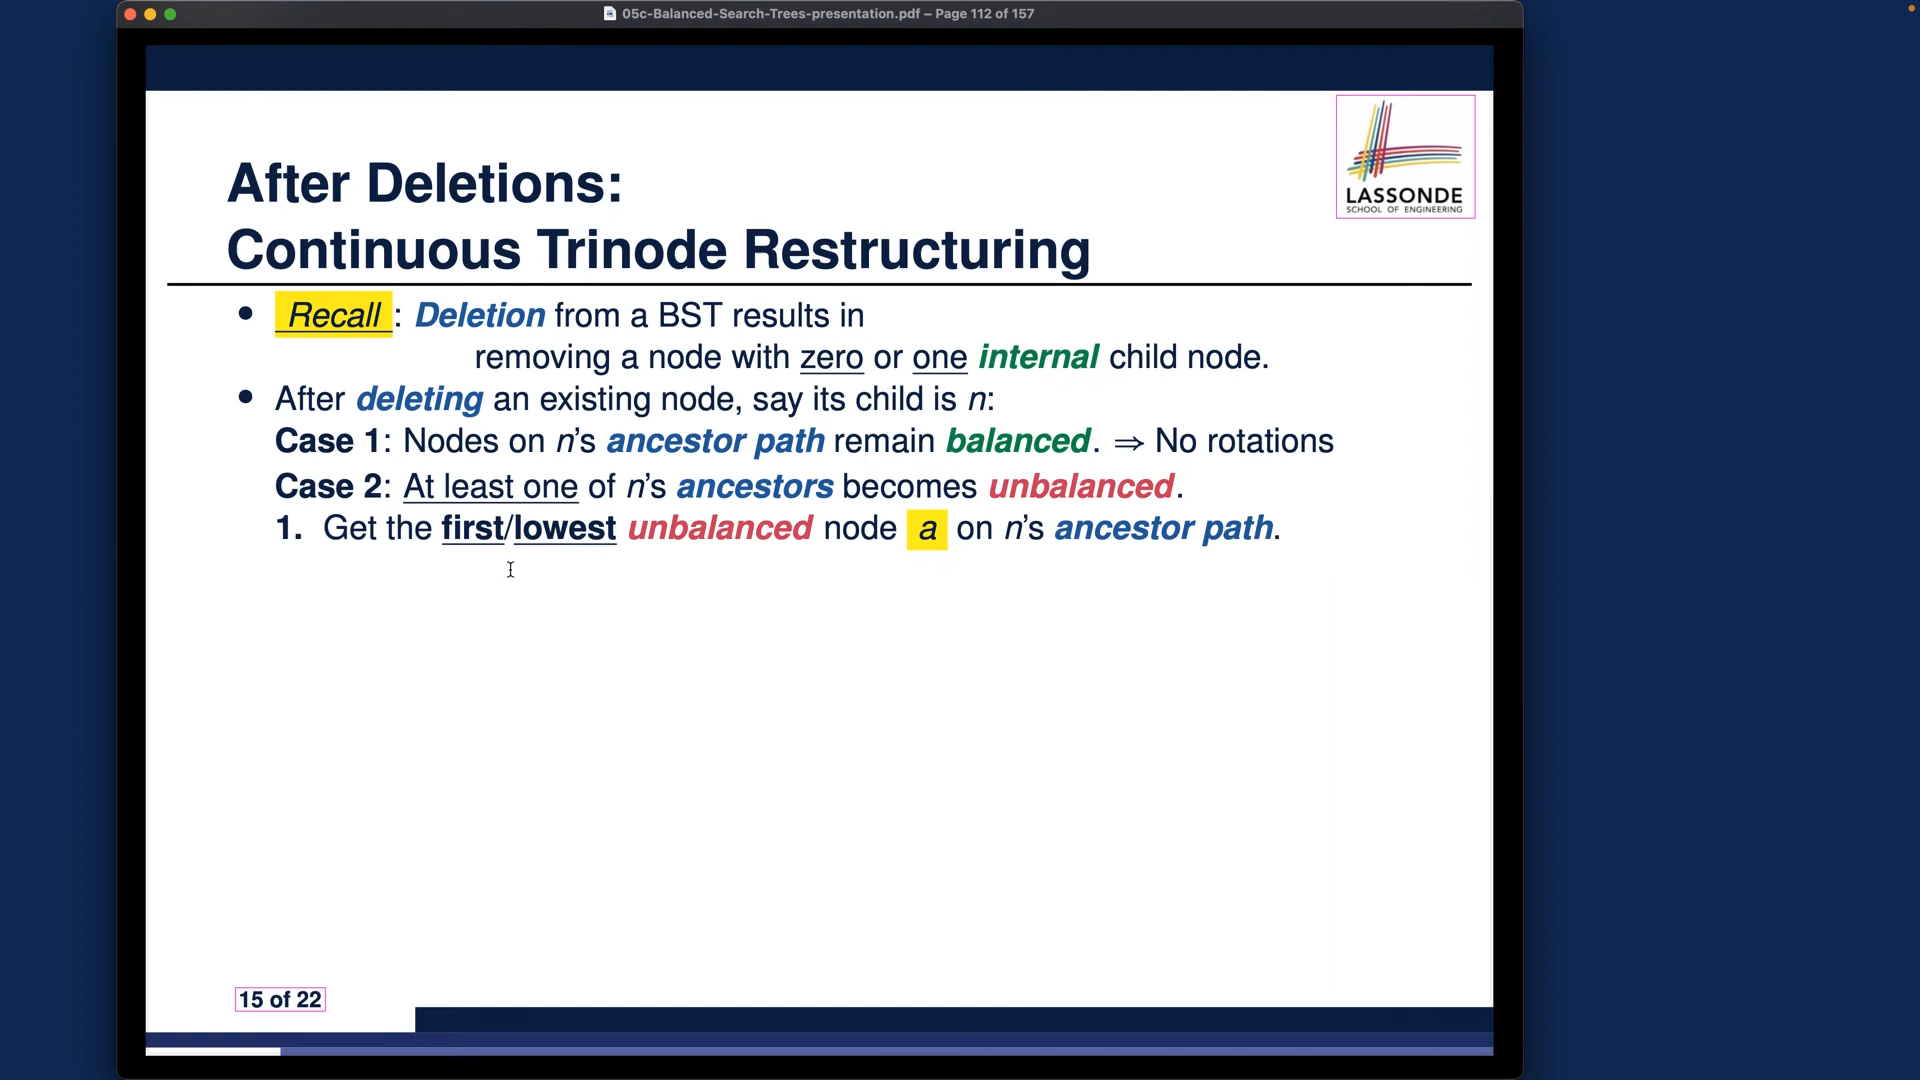 05c-Balanced-Search-Trees-presentation.pdf – Page 112 of 157
LASSONDE
SCHOOL OF ENGINEERING
After Deletions:
Continuous Trinode Restructuring
• Recall : Deletion from a BST results in
removing a node with zero or one internal child node.
• After deleting an existing node, say its child is n:
Case 1: Nodes on n's ancestor path remain balanced. ⇒ No rotations
Case 2: At least one of n's ancestors becomes unbalanced.
1. Get the first/lowest unbalanced node a on n's ancestor path.
15 of 22